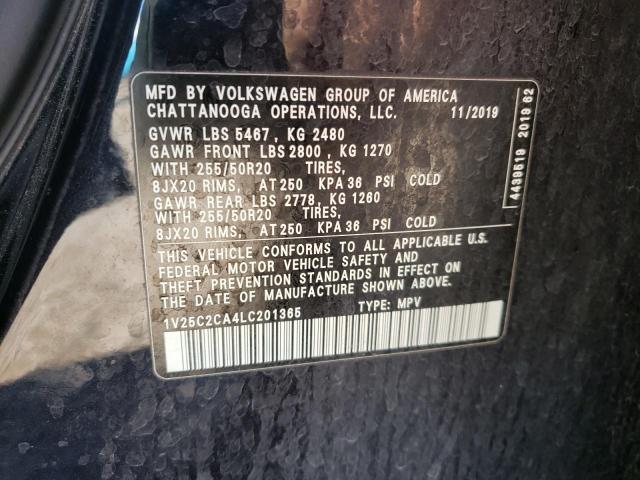 MFD BY VOLKSWAGEN GROUP OF AMERICA
CHATTANOOGA OPERATIONS, LLC. 11/2019
GVWR LBS 5467, KG 2480
GAWR FRONT LBS 2800, KG 1270
WITH 255/50R20 TIRES,
8JX20 RIMS, AT 250 KPA 36 PSI COLD
GAWR REAR LBS 2778, KG 1260
WITH 255/50R20 TIRES,
8JX20 RIMS, AT 250 KPA 36 PSI COLD
THIS VEHICLE CONFORMS TO ALL APPLICABLE U.S.
FEDERAL MOTOR VEHICLE SAFETY AND
THEFT PREVENTION STANDARDS IN EFFECT ON
THE DATE OF MANUFACTURE SHOWN ABOVE.
1V25C2CA4LC201365 TYPE: MPV
4439519 2019 62